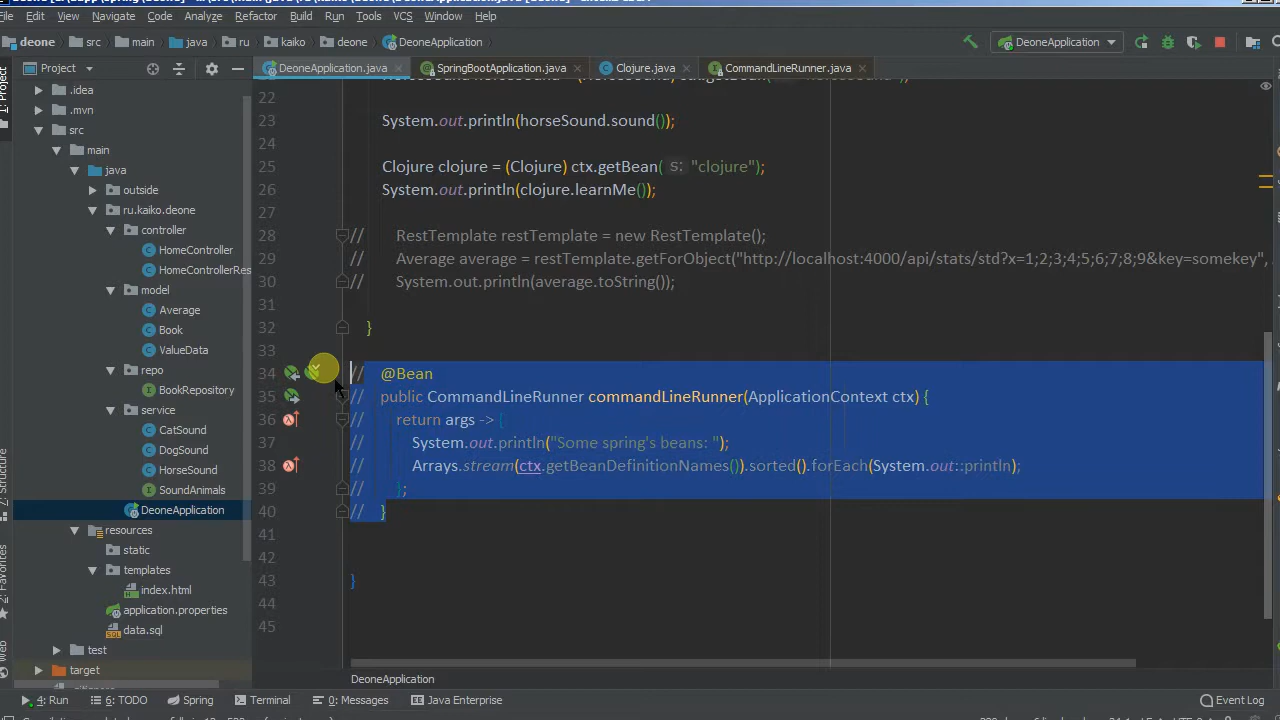 File Edit View Navigate Code Analyze Refactor Build Run Tools VCS Window Help
deone src main java ru kaiko deone DeoneApplication DeoneApplication
Project DeoneApplication.java SpringBootApplication.java Clojure.java CommandLineRunner.java
1: Project
.idea
.mvn
src
main
java
outside
ru.kaiko.deone
controller
HomeController
HomeControllerRes
model
Average
Book
ValueData
repo
BookRepository
service
CatSound
DogSound
HorseSound
SoundAnimals
DeoneApplication
resources
static
templates
index.html
application.properties
data.sql
test
target
22
23 System.out.println(horseSound.sound());
24
25 Clojure clojure = (Clojure) ctx.getBean( s: "clojure");
26 System.out.println(clojure.learnMe());
27
28 // RestTemplate restTemplate = new RestTemplate();
29 // Average average = restTemplate.getForObject("http://localhost:4000/api/stats/std?x=1;2;3;4;5;6;7;8;9&key=somekey",
30 // System.out.println(average.toString());
31
32 }
33
34 // @Bean
35 // public CommandLineRunner commandLineRunner(ApplicationContext ctx) {
36 // return args -> {
37 // System.out.println("Some spring's beans: ");
38 // Arrays.stream(ctx.getBeanDefinitionNames()).sorted().forEach(System.out::println);
39 // };
40 // }
41
42
43 }
44
45
Z: Structure
2: Favorites
Web
DeoneApplication
4: Run 6: TODO Spring Terminal 0: Messages Java Enterprise Event Log